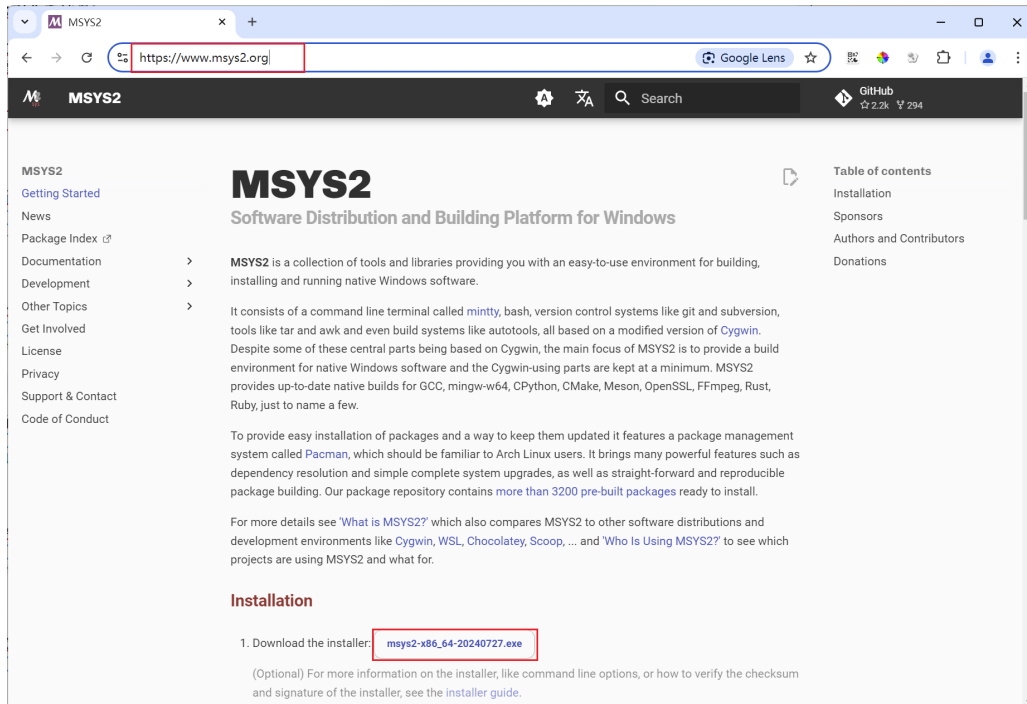 MSYS2
https://www.msys2.org
Google Lens
MSYS2
Search
GitHub
2.2k 294
MSYS2
Getting Started
News
Package Index
Documentation
Development
Other Topics
Get Involved
License
Privacy
Support & Contact
Code of Conduct
MSYS2
Software Distribution and Building Platform for Windows
MSYS2 is a collection of tools and libraries providing you with an easy-to-use environment for building,
installing and running native Windows software.
It consists of a command line terminal called mintty, bash, version control systems like git and subversion,
tools like tar and awk and even build systems like autotools, all based on a modified version of Cygwin.
Despite some of these central parts being based on Cygwin, the main focus of MSYS2 is to provide a build
environment for native Windows software and the Cygwin-using parts are kept at a minimum. MSYS2
provides up-to-date native builds for GCC, mingw-w64, CPython, CMake, Meson, OpenSSL, FFmpeg, Rust,
Ruby, just to name a few.
To provide easy installation of packages and a way to keep them updated it features a package management
system called Pacman, which should be familiar to Arch Linux users. It brings many powerful features such as
dependency resolution and simple complete system upgrades, as well as straight-forward and reproducible
package building. Our package repository contains more than 3200 pre-built packages ready to install.
For more details see 'What is MSYS2?' which also compares MSYS2 to other software distributions and
development environments like Cygwin, WSL, Chocolatey, Scoop, ... and 'Who Is Using MSYS2?' to see which
projects are using MSYS2 and what for.
Installation
1. Download the installer: msys2-x86_64-20240727.exe
(Optional) For more information on the installer, like command line options, or how to verify the checksum
and signature of the installer, see the installer guide.
Table of contents
Installation
Sponsors
Authors and Contributors
Donations